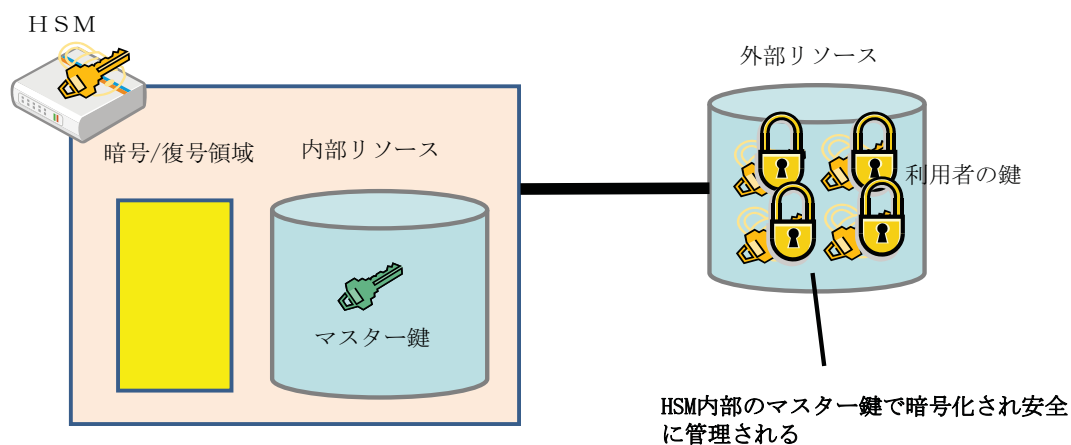 ＨＳＭ
外部リソース
暗号/復号領域
内部リソース
利用者の鍵
マスター鍵
HSM内部のマスター鍵で暗号化され安全
に管理される